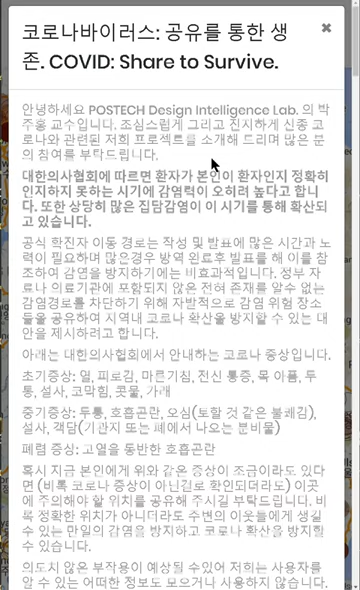 코로나바이러스: 공유를 통한 생
존. COVID: Share to Survive.
✖
안녕하세요 POSTECH Design Intelligence Lab. 의 박
주홍 교수입니다. 조심스럽게 그리고 진지하게 신종 코
로나와 관련된 저희 프로젝트를 소개해 드리며 많은 분
의 참여를 부탁드립니다.
대한의사협회에 따르면 환자가 본인이 환자인지 정확히
인지하지 못하는 시기에 감염력이 오히려 높다고 합니
다. 또한 상당히 많은 집담감염이 이 시기를 통해 확산되
고 있습니다.
공식 확진자 이동 경로는 작성 및 발표에 많은 시간과 노
력이 필요하며 많은경우 방역 완료후 발표를 해 이를 참
조하여 감염을 방지하기에는 비효과적입니다. 정부 자
료나 의료기관에 포함되지 않은 전혀 존재를 알수 없는
감염경로를 차단하기 위해 자발적으로 감염 위험 장소
들을 공유하여 지역내 코로나 확산을 방지할 수 있는 대
안을 제시하려고 합니다.
아래는 대한의사협회에서 안내하는 코로나 증상입니다.
초기증상: 열, 피로감, 마른기침, 전신 통증, 목 아픔, 두
통, 설사, 코막힘, 콧물, 가래
중기증상: 두통, 호흡곤란, 오심(토할 것 같은 불쾌감),
설사, 객담(기관지 또는 폐에서 나오는 분비물)
폐렴 증상: 고열을 동반한 호흡곤란
혹시 지금 본인에게 위와 같은 증상이 조금이라도 있다
면 (비록 코로나 증상이 아닌걸로 확인되더라도) 이곳
에 주의해야 할 위치를 공유해 주시길 부탁드립니다. 비
록 정확한 위치가 아니더라도 주변의 이웃들에게 생길
수 있는 만일의 감염을 방지하고 코로나 확산을 방지할
수 있습니다.
의도치 않은 부작용이 예상될 수있어 저희는 사용자를
알 수 있는 어떠한 정보도 모으거나 사용하지 않습니다.